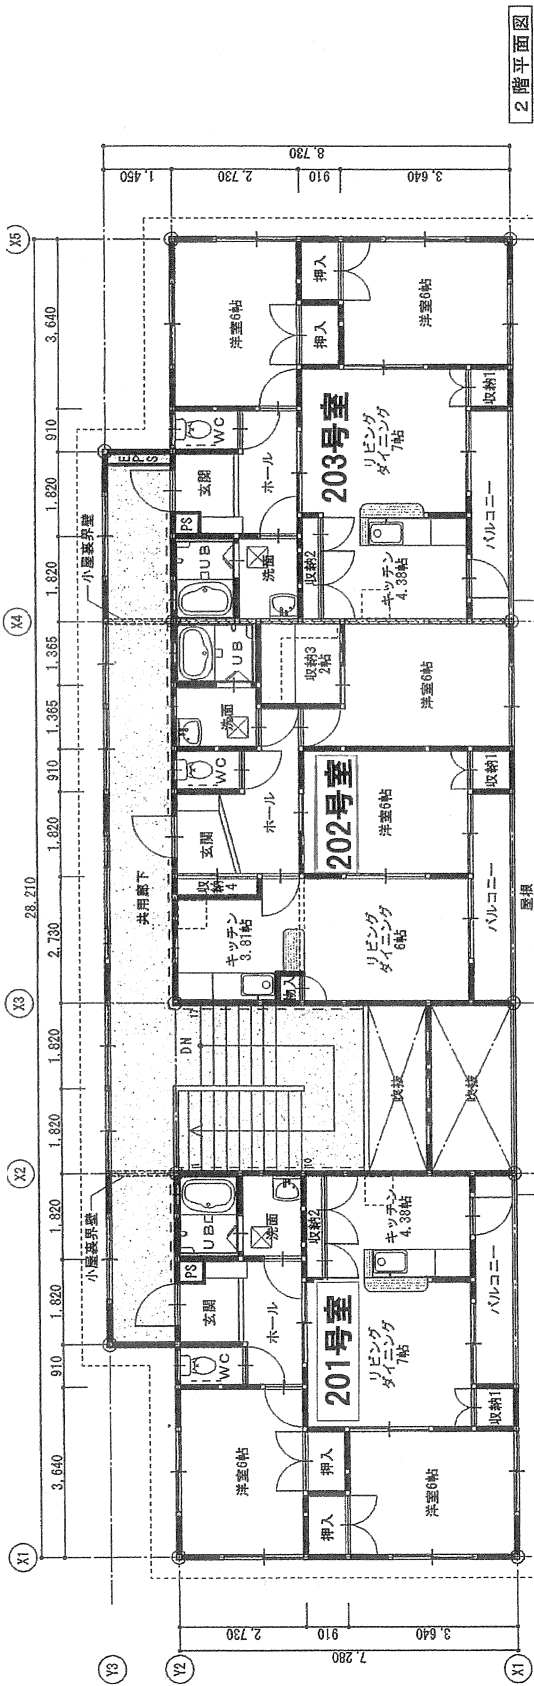 2階平面図
X1
X2
X3
X4
X5
28,210
3,640
910
1,820
1,820
1,820
1,820
2,730
1,820
910
1,365
1,365
1,820
1,820
910
3,640
Y3
Y2
X1
7,280
2,730
910
3,640
8,730
1,450
2,730
910
3,640
小屋裏界壁
小屋裏界壁
共用廊下
EPS
201号室
洋室6帖
WC
玄関
PS
UB
洗面
ホール
押入
押入
洋室6帖
リビング
ダイニング
7帖
収納1
収納2
キッチン
4.38帖
バルコニー
DN
17
10
吹抜
吹抜
202号室
キッチン
3.81帖
物入
収納
4
玄関
WC
洗面
UB
ホール
リビング
ダイニング
6帖
洋室6帖
収納1
収納3
2帖
洋室6帖
バルコニー
屋根
203号室
UB
PS
玄関
WC
洗面
ホール
洋室6帖
収納2
キッチン
4.38帖
リビング
ダイニング
7帖
押入
押入
洋室6帖
収納1
バルコニー